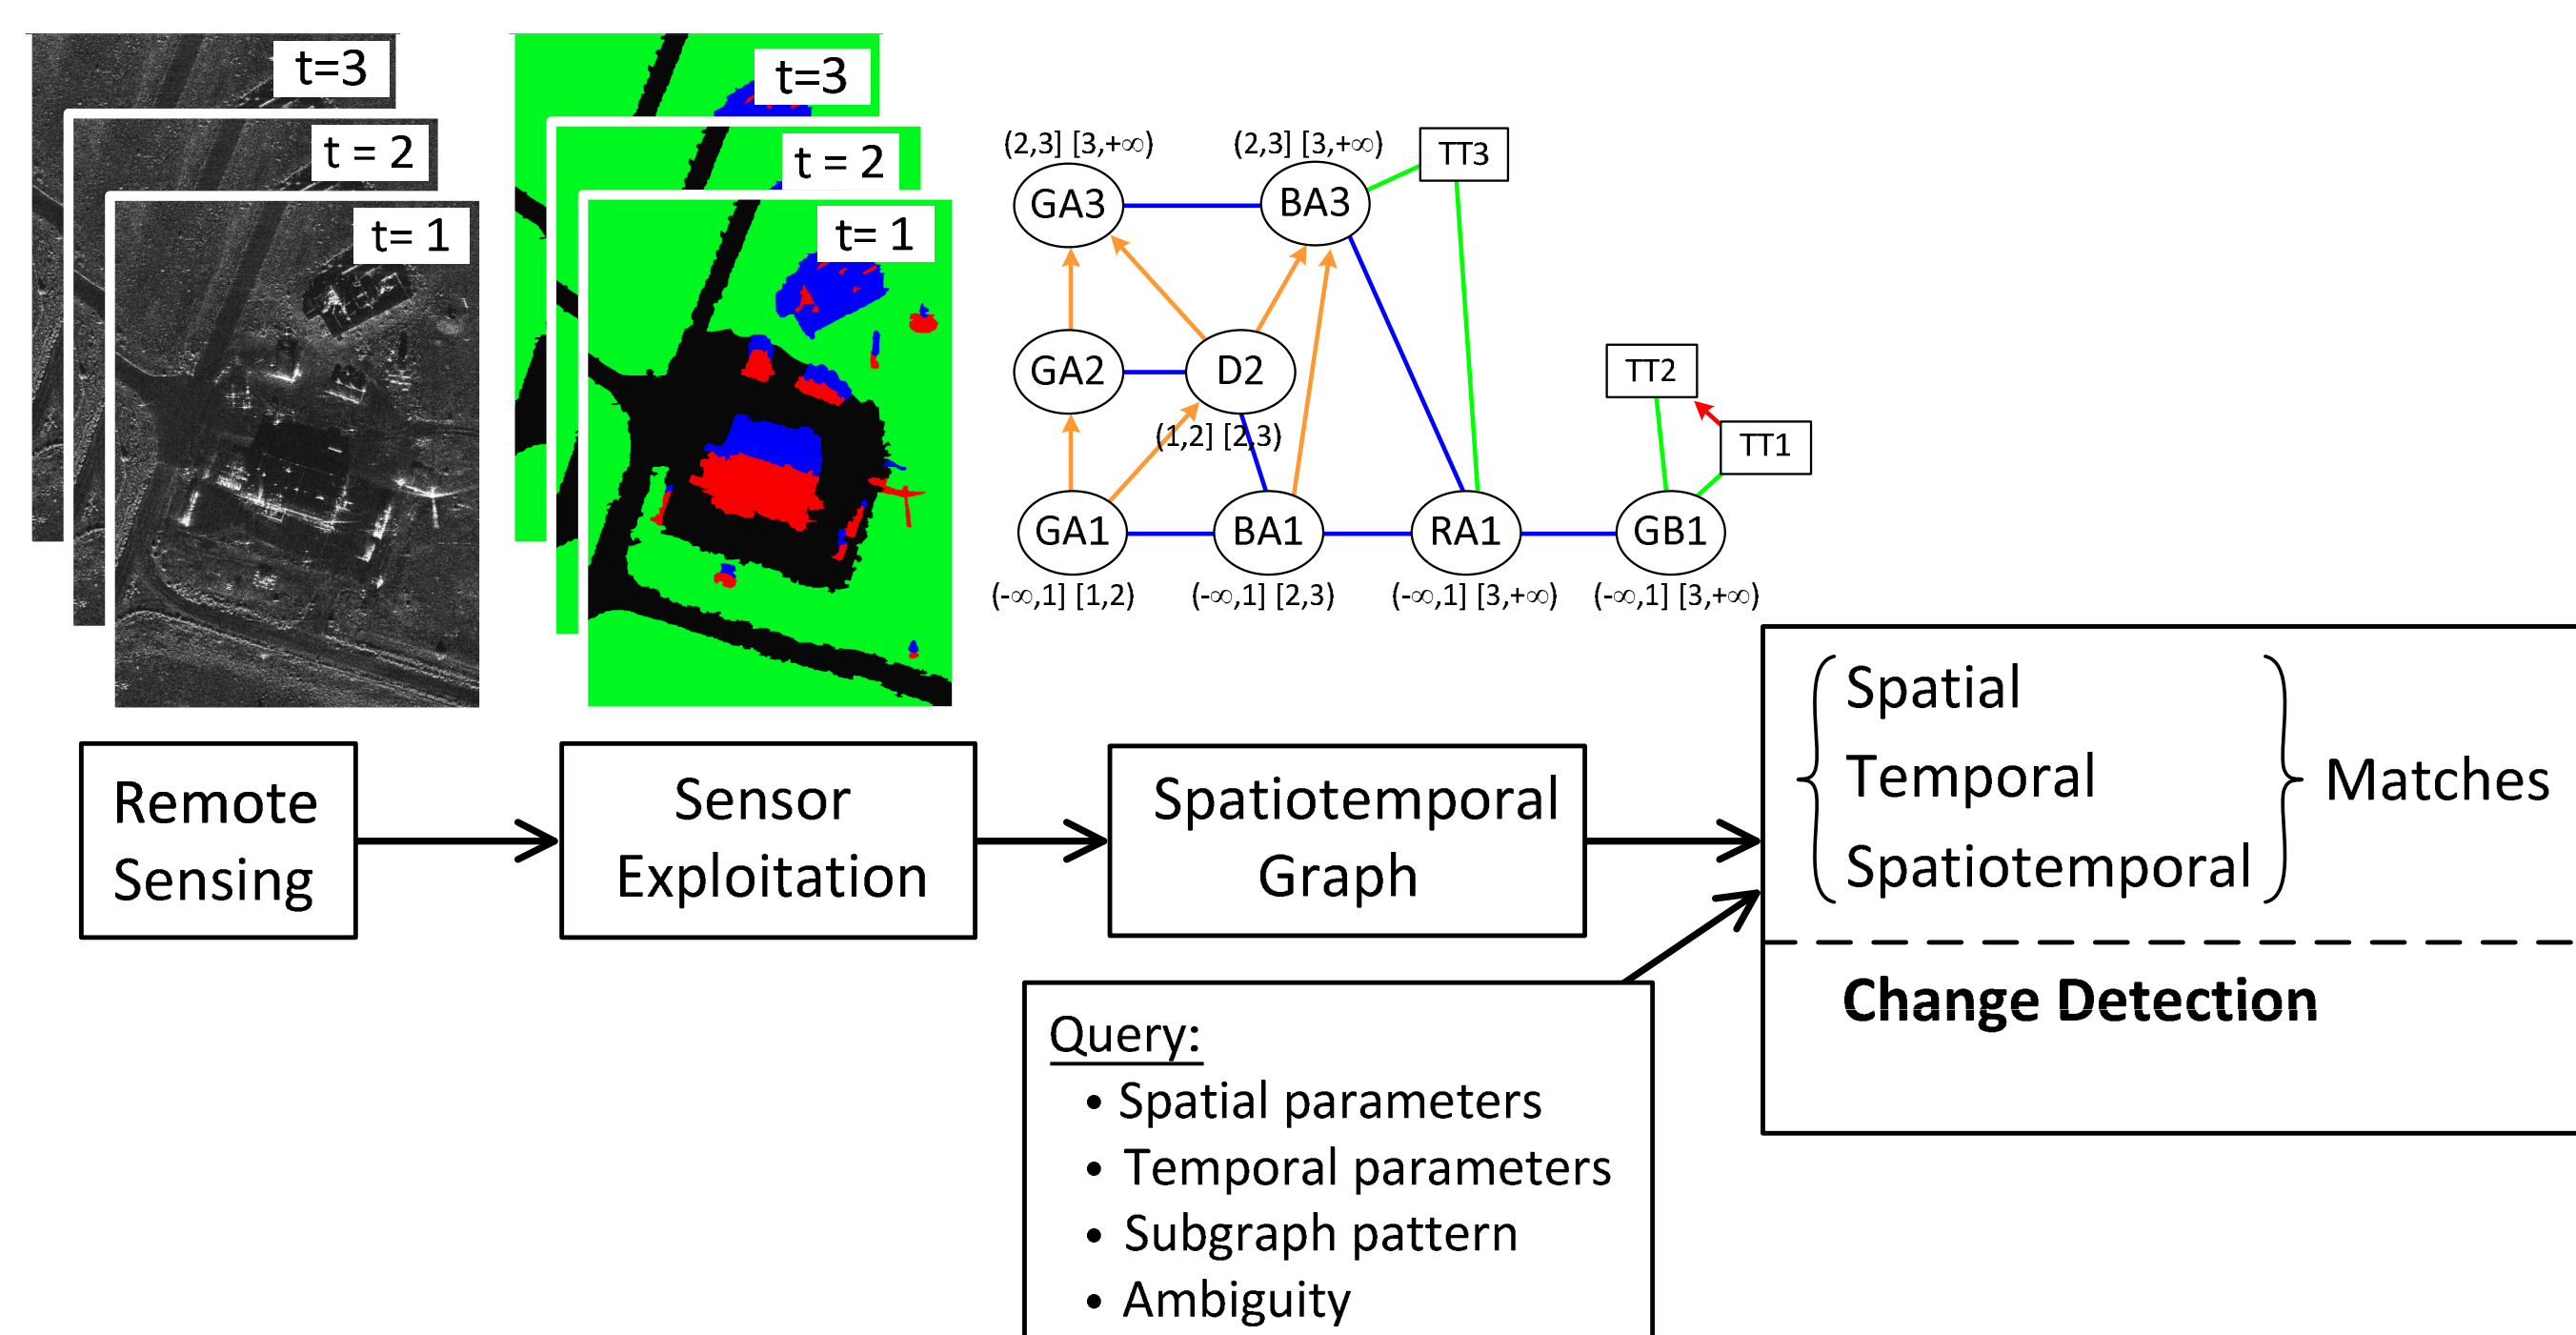 t=3
t = 2
t= 1
t=3
t = 2
t= 1
(2,3] [3,+∞)
(2,3] [3,+∞)
TT3
GA3
BA3
GA2
D2
TT2
(1,2] [2,3)
TT1
GA1
BA1
RA1
GB1
(-∞,1] [1,2)
(-∞,1] [2,3)
(-∞,1] [3,+∞)
(-∞,1] [3,+∞)
Remote
Sensing
Sensor
Exploitation
Spatiotemporal
Graph
Spatial
Temporal
Spatiotemporal
Matches
Change Detection
Query:
• Spatial parameters
• Temporal parameters
• Subgraph pattern
• Ambiguity